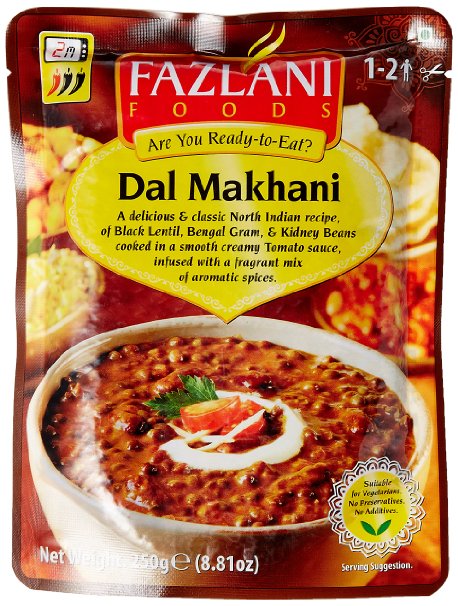 2m
FAZLANI
FOODS
1-2
Are You Ready-to-Eat?
Dal Makhani
A delicious & classic North Indian recipe,
of Black Lentil, Bengal Gram, & Kidney Beans
cooked in a smooth creamy Tomato sauce,
infused with a fragrant mix
of aromatic spices.
Suitable
for Vegetarians.
No Preservatives.
No Additives.
Net Weight: 250g℮ (8.81oz)
Serving Suggestion.